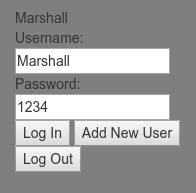 Marshall
Username:
Marshall
Password:
1234
Log In Add New User
Log Out